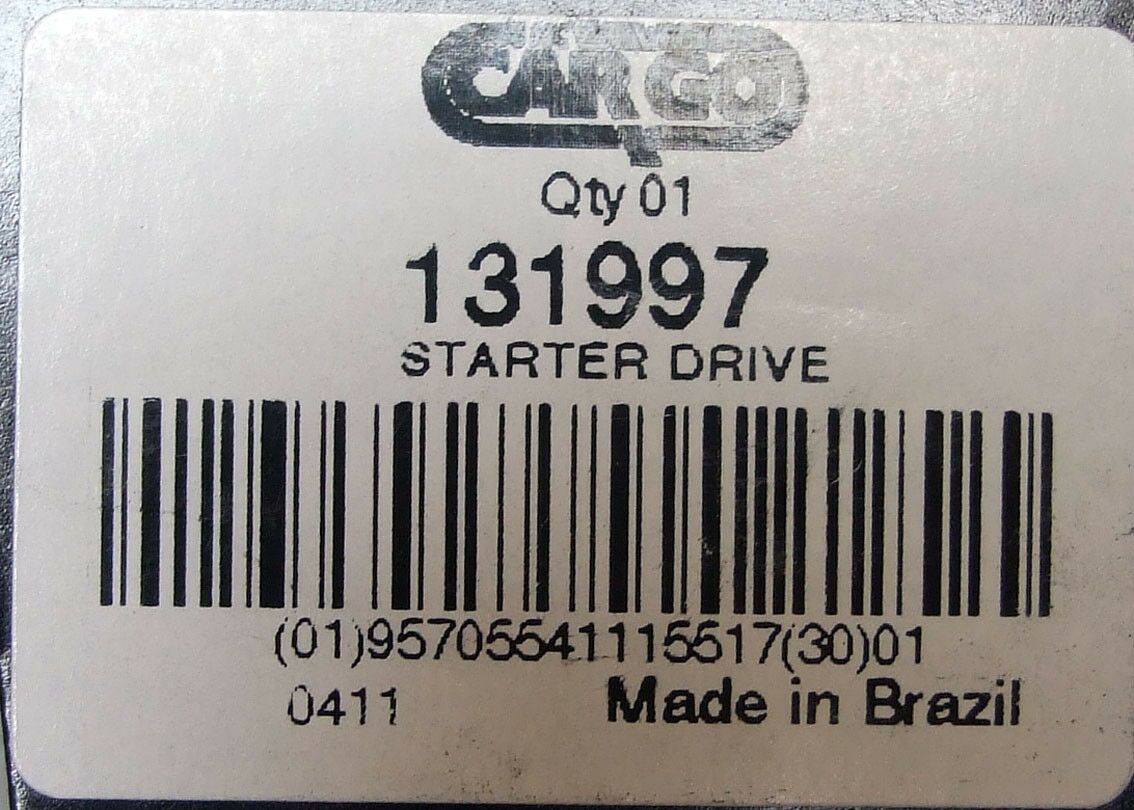 CARGO
Qty 01
131997
STARTER DRIVE
(01)95705541115517(30)01
0411
Made in Brazil